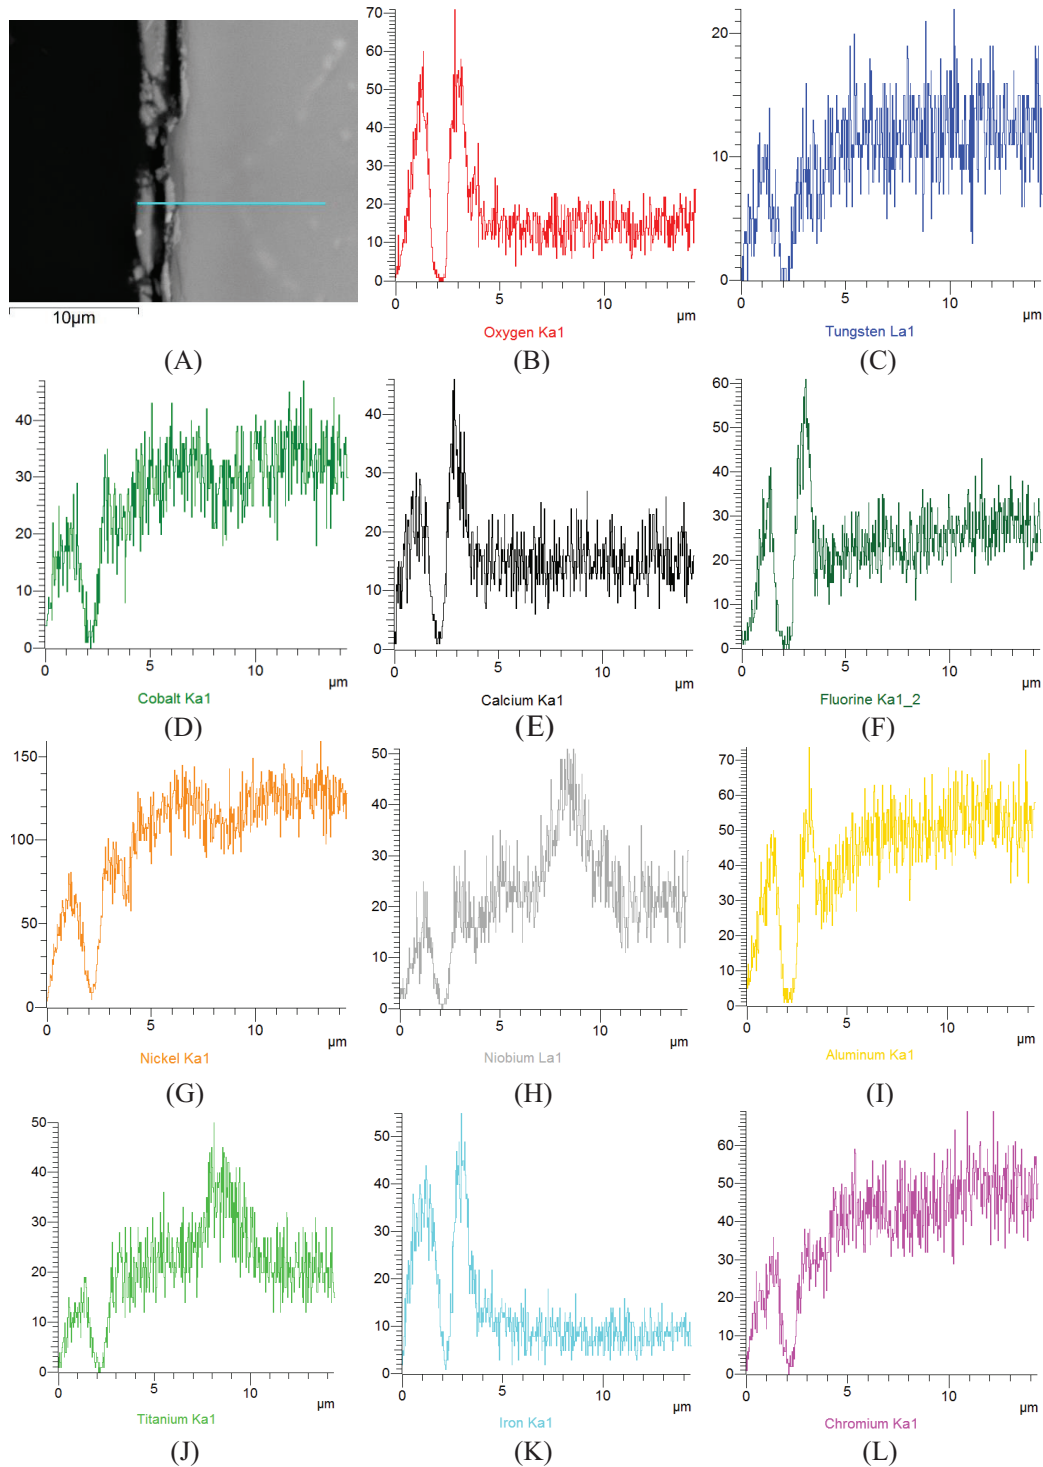 10μm
(A)
70
60
50
40
30
20
10
0
0
5
10
μm
Oxygen Ka1
(B)
20
10
0
0
5
10
μm
Tungsten La1
(C)
40
30
20
10
0
0
5
10
μm
Cobalt Ka1
(D)
40
30
20
10
0
0
5
10
μm
Calcium Ka1
(E)
60
50
40
30
20
10
0
0
5
10
μm
Fluorine Ka1_2
(F)
150
100
50
0
0
5
10
μm
Nickel Ka1
(G)
50
40
30
20
10
0
0
5
10
μm
Niobium La1
(H)
70
60
50
40
30
20
10
0
0
5
10
μm
Aluminum Ka1
(I)
50
40
30
20
10
0
0
5
10
μm
Titanium Ka1
(J)
50
40
30
20
10
0
0
5
10
μm
Iron Ka1
(K)
60
50
40
30
20
10
0
0
5
10
μm
Chromium Ka1
(L)